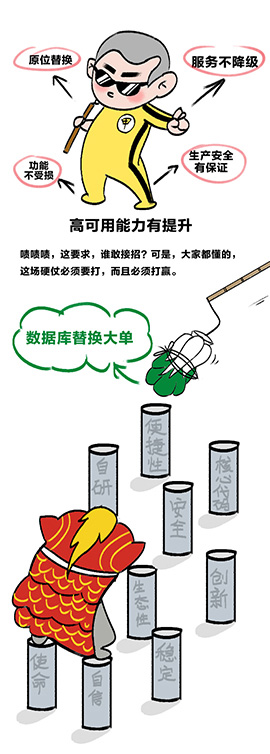 原位替换
服务不降级
功能
不受损
生产安全
有保证
高可用能力有提升
啧啧啧，这要求，谁敢接招？可是，大家都懂的，
这场硬仗必须要打，而且必须打赢。
数据库替换大单
便捷性
自研
核心代码
安全
生态性
创新
使命
自信
稳定